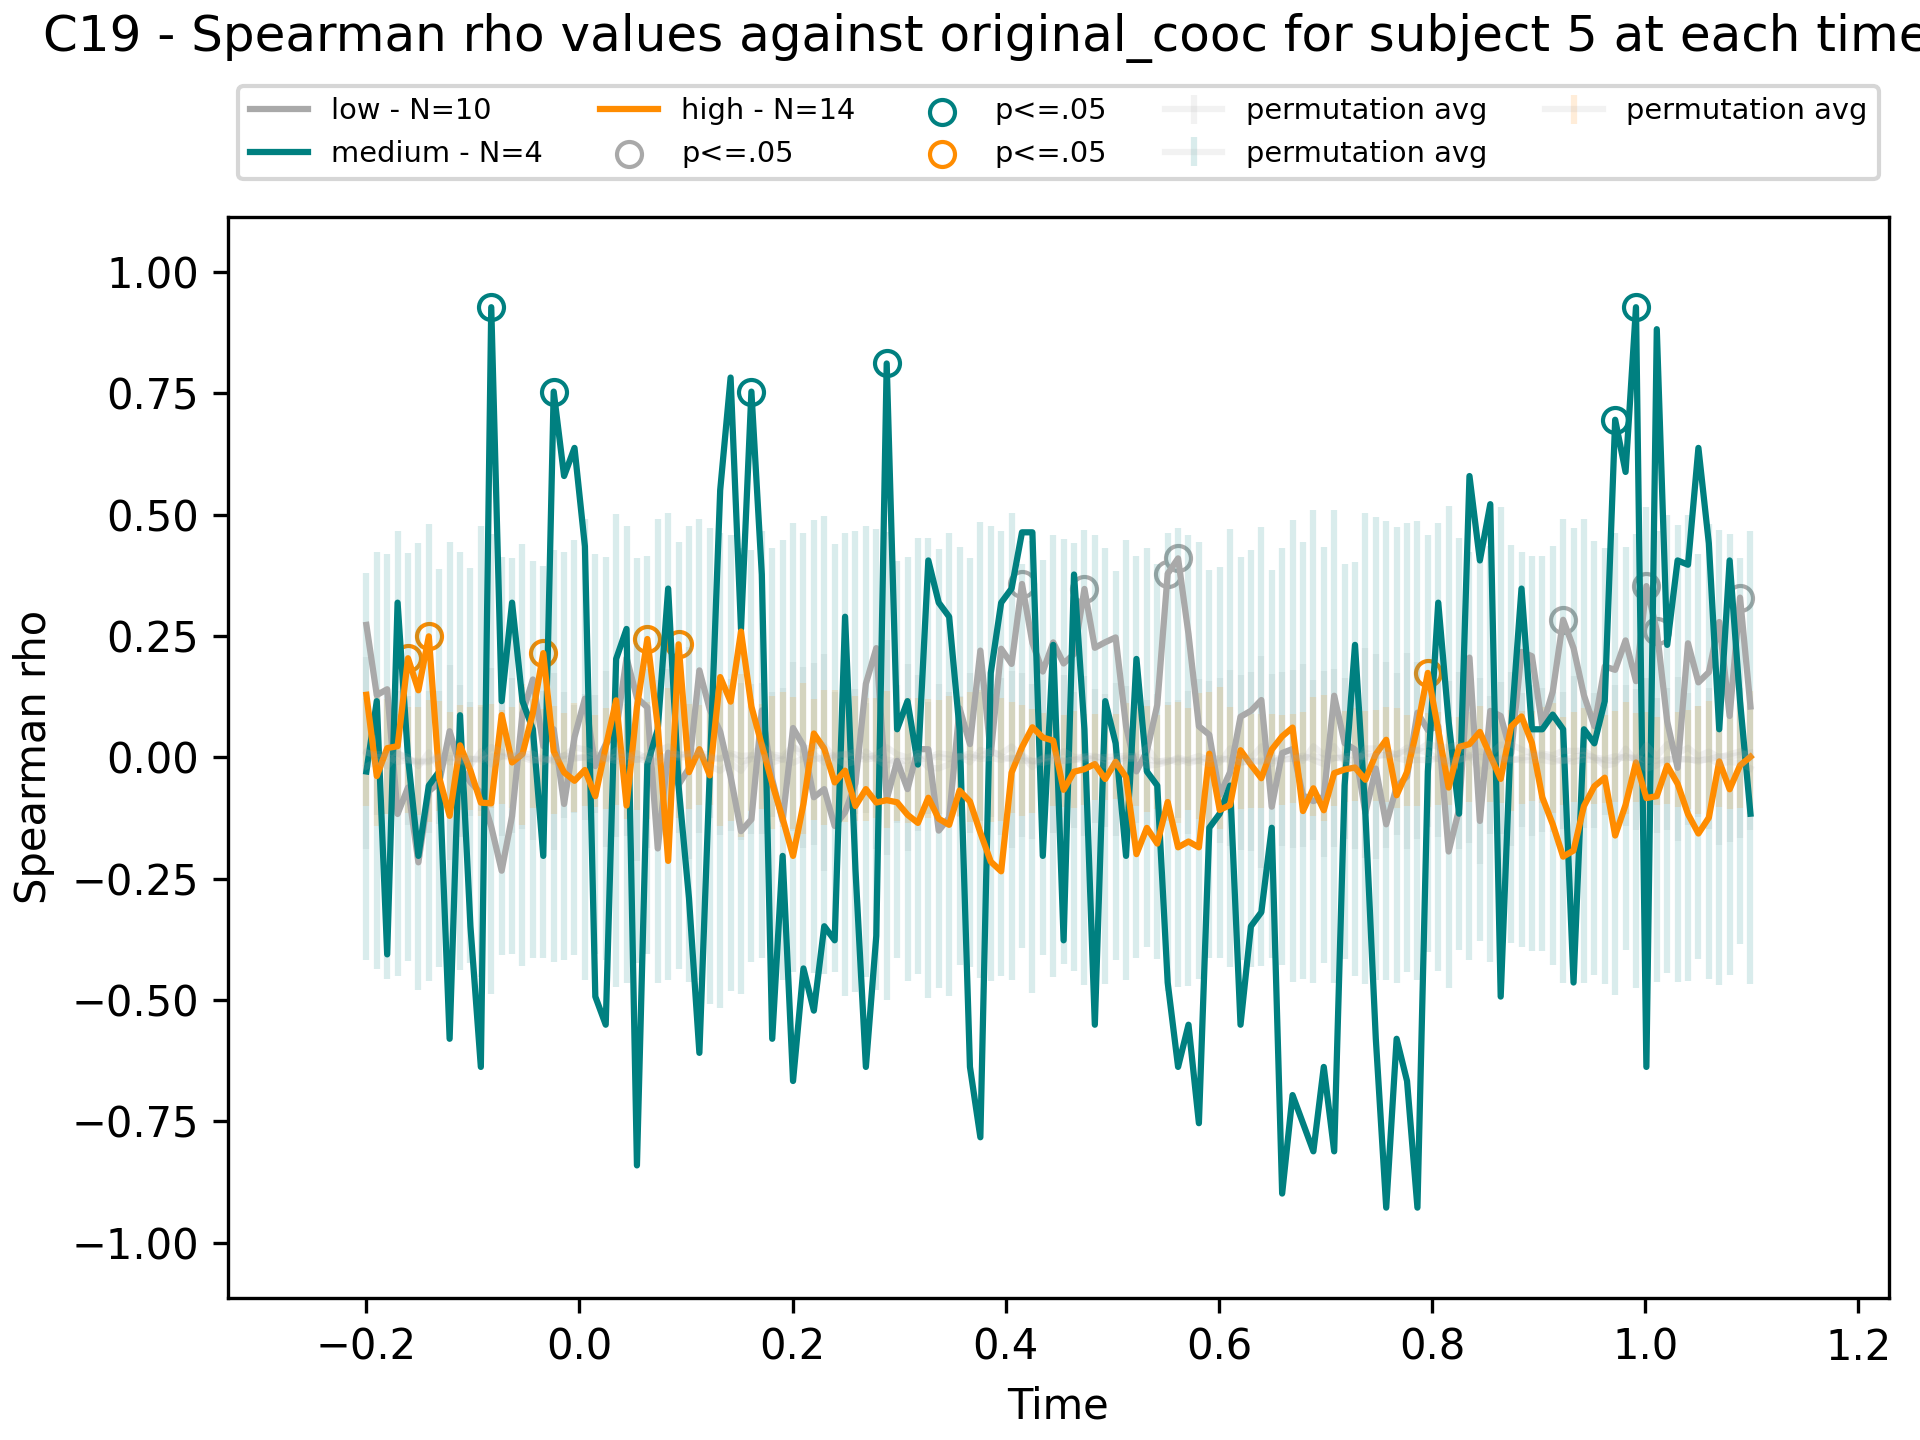 C19 - Spearman rho values against original_cooc for subject 5 at each time
low - N=10
medium - N=4
high - N=14
p<=.05
p<=.05
p<=.05
permutation avg
permutation avg
permutation avg
Spearman rho
1.00
0.75
0.50
0.25
0.00
−0.25
−0.50
−0.75
−1.00
−0.2 0.0 0.2 0.4 0.6 0.8 1.0 1.2
Time